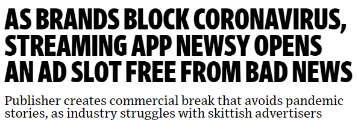 AS BRANDS BLOCK CORONAVIRUS,
STREAMING APP NEWSY OPENS
AN AD SLOT FREE FROM BAD NEWS
Publisher creates commercial break that avoids pandemic
stories, as industry struggles with skittish advertisers